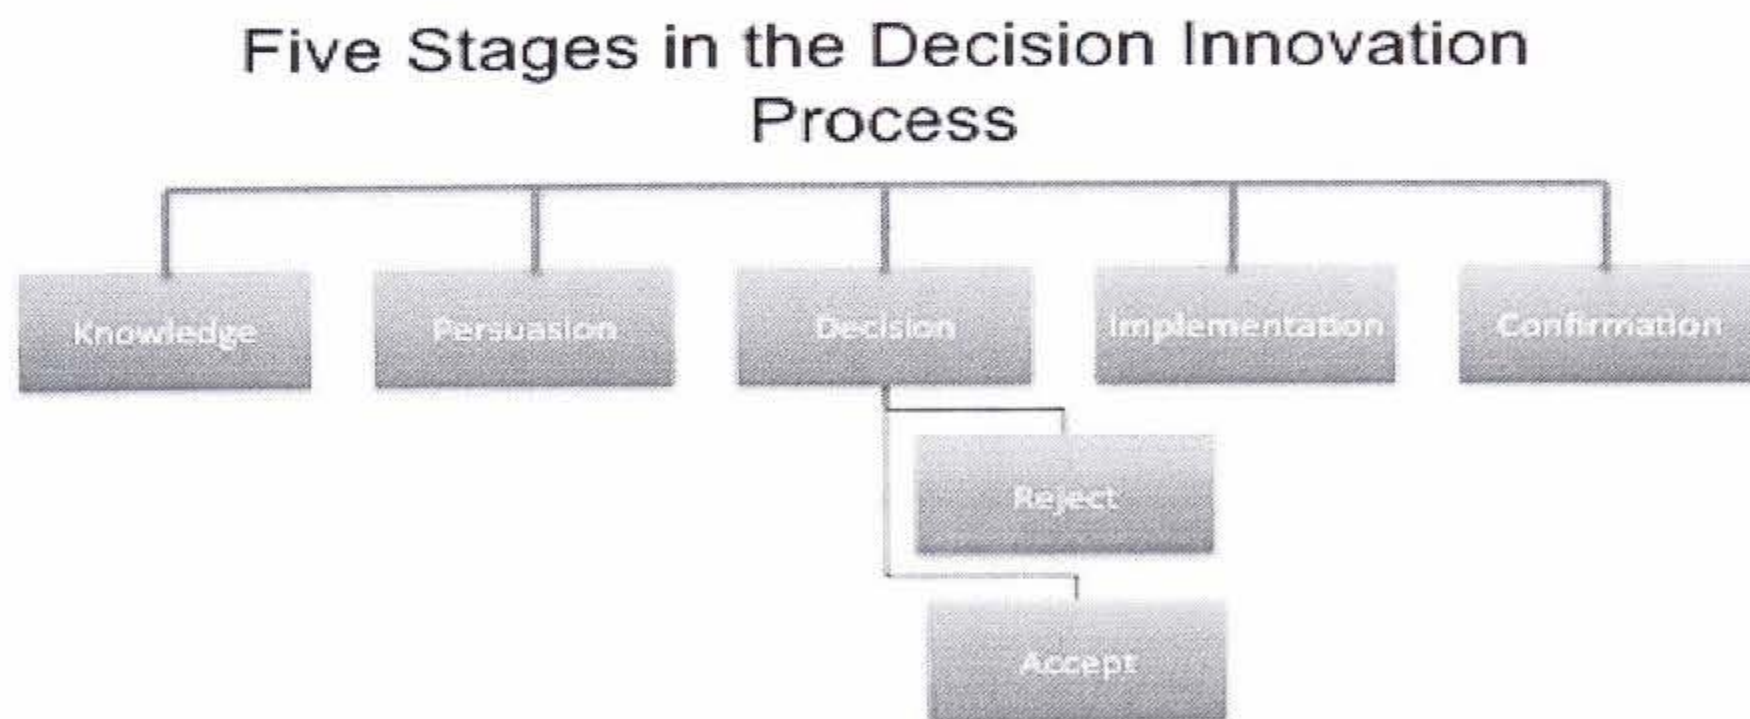 Five Stages in the Decision Innovation
Process
Knowledge
Persuasion
Decision
Implementation
Confirmation
Reject
Accept